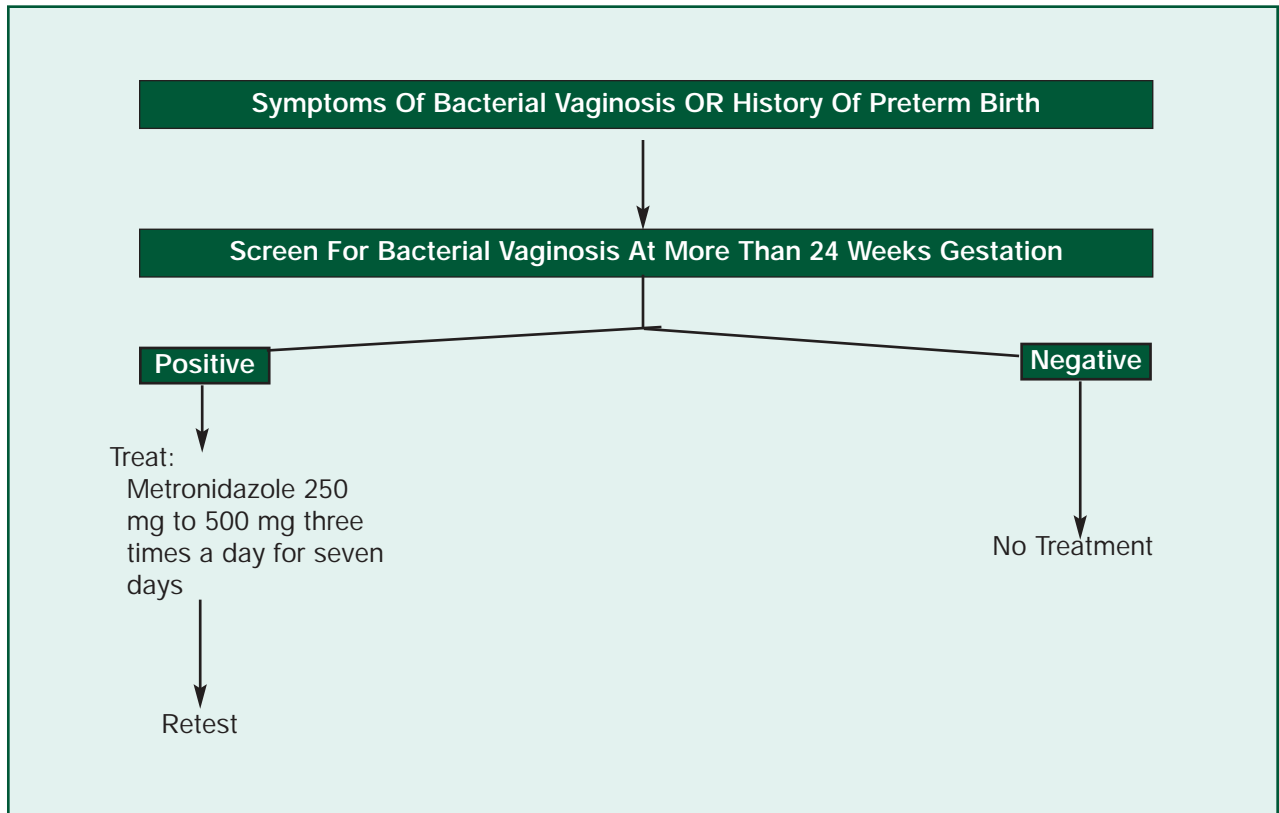 Symptoms Of Bacterial Vaginosis OR History Of Preterm Birth
Screen For Bacterial Vaginosis At More Than 24 Weeks Gestation
Positive
Negative
Treat:
Metronidazole 250
mg to 500 mg three
times a day for seven
days
No Treatment
Retest